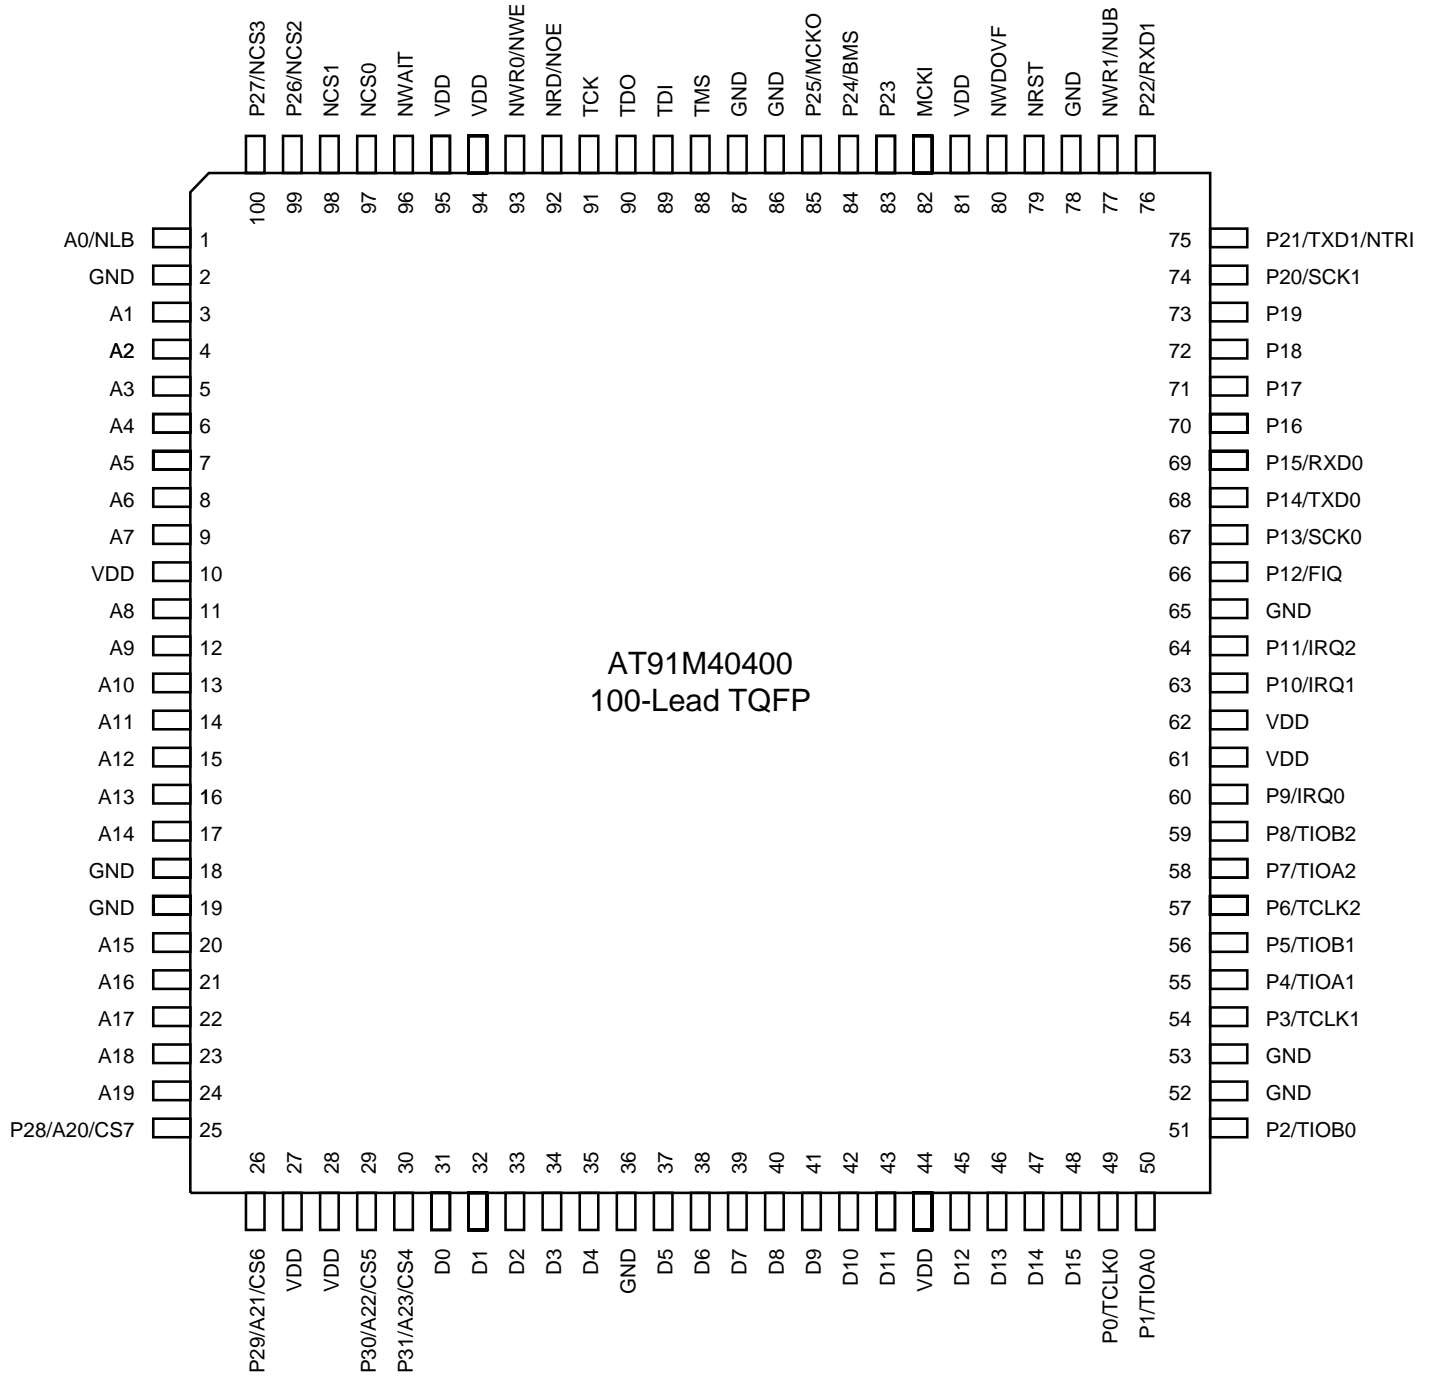 P27/NCS3
P26/NCS2
NCS1
NCS0
NWAIT
VDD
VDD
NWR0/NWE
NRD/NOE
TCK
TDO
TDI
TMS
GND
GND
P25/MCKO
P24/BMS
P23
MCKI
VDD
NWDOVF
NRST
GND
NWR1/NUB
P22/RXD1
100
99
98
97
96
95
94
93
92
91
90
89
88
87
86
85
84
83
82
81
80
79
78
77
76
A0/NLB 1
GND 2
A1 3
A2 4
A3 5
A4 6
A5 7
A6 8
A7 9
VDD 10
A8 11
A9 12
A10 13
A11 14
A12 15
A13 16
A14 17
GND 18
GND 19
A15 20
A16 21
A17 22
A18 23
A19 24
P28/A20/CS7 25
AT91M40400
100-Lead TQFP
75 P21/TXD1/NTRI
74 P20/SCK1
73 P19
72 P18
71 P17
70 P16
69 P15/RXD0
68 P14/TXD0
67 P13/SCK0
66 P12/FIQ
65 GND
64 P11/IRQ2
63 P10/IRQ1
62 VDD
61 VDD
60 P9/IRQ0
59 P8/TIOB2
58 P7/TIOA2
57 P6/TCLK2
56 P5/TIOB1
55 P4/TIOA1
54 P3/TCLK1
53 GND
52 GND
51 P2/TIOB0
26
27
28
29
30
31
32
33
34
35
36
37
38
39
40
41
42
43
44
45
46
47
48
49
50
P29/A21/CS6
VDD
VDD
P30/A22/CS5
P31/A23/CS4
D0
D1
D2
D3
D4
GND
D5
D6
D7
D8
D9
D10
D11
VDD
D12
D13
D14
D15
P0/TCLK0
P1/TIOA0